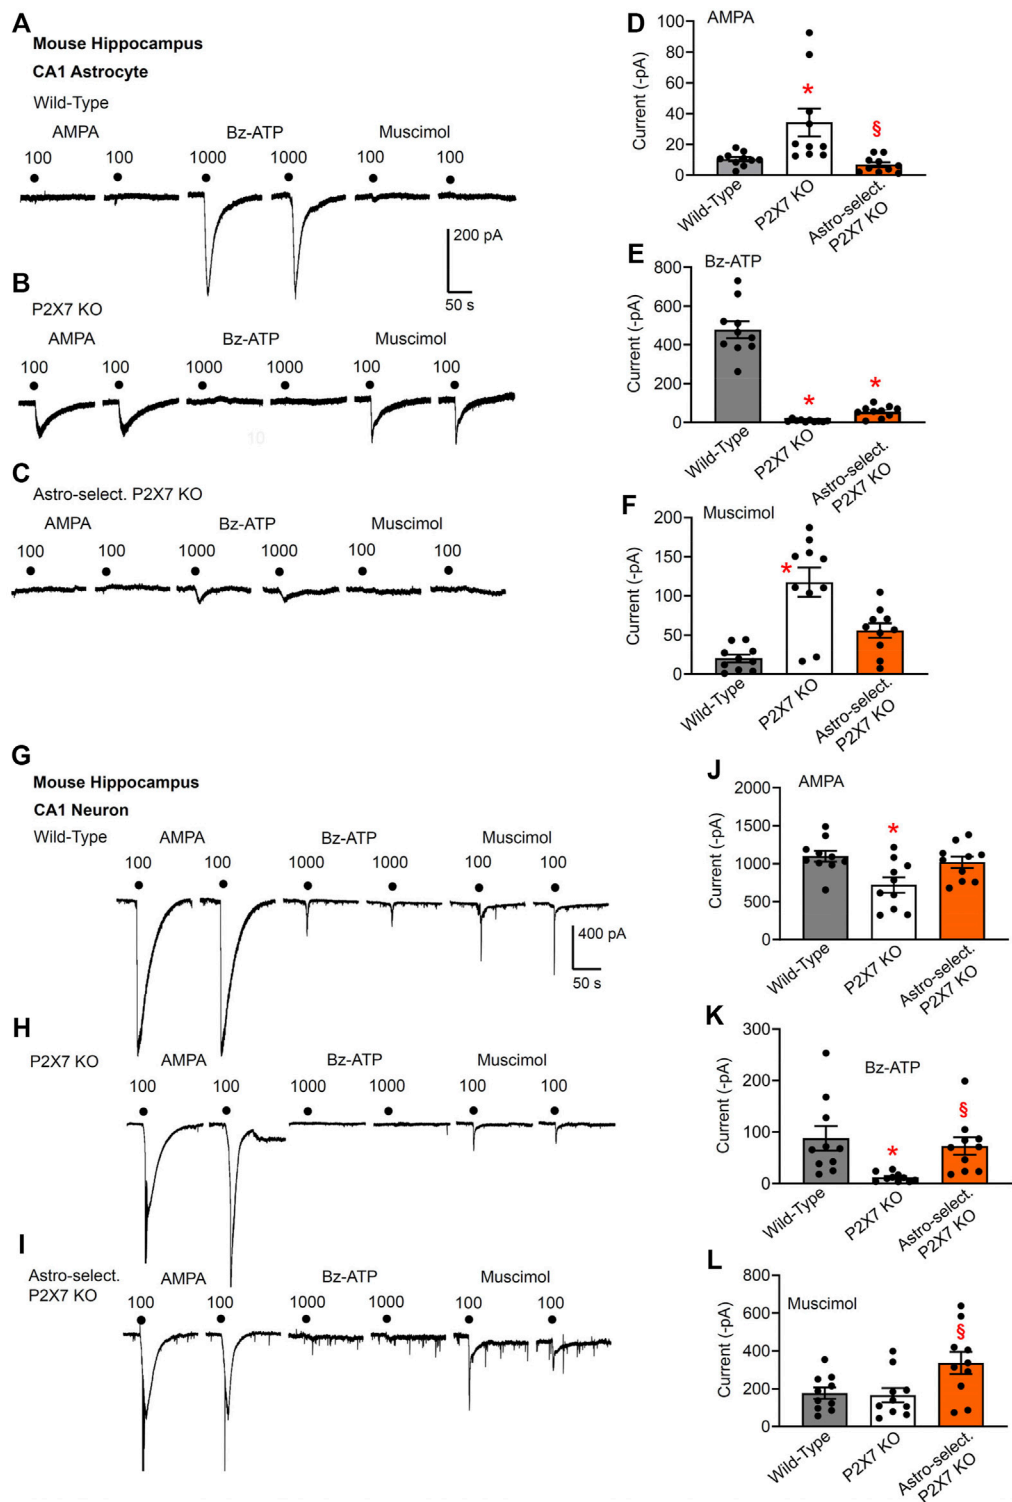 A
Mouse Hippocampus
CA1 Astrocyte
Wild-Type
AMPA Bz-ATP Muscimol
100 100 1000 1000 100 100
200 pA
50 s
B
P2X7 KO
AMPA Bz-ATP Muscimol
100 100 1000 1000 100 100
10
C
Astro-select. P2X7 KO
AMPA Bz-ATP Muscimol
100 100 1000 1000 100 100
D
AMPA
Current (-pA)
100
80
60
40
20
0
*
§
Wild-Type
P2X7 KO
Astro-select.
P2X7 KO
E
Bz-ATP
Current (-pA)
800
600
400
200
0
*
*
Wild-Type
P2X7 KO
Astro-select.
P2X7 KO
F
Muscimol
Current (-pA)
200
150
100
50
0
*
Wild-Type
P2X7 KO
Astro-select.
P2X7 KO
G
Mouse Hippocampus
CA1 Neuron
Wild-Type
AMPA Bz-ATP Muscimol
100 100 1000 1000 100 100
400 pA
50 s
H
P2X7 KO
AMPA Bz-ATP Muscimol
100 100 1000 1000 100 100
I
Astro-select.
P2X7 KO
AMPA Bz-ATP Muscimol
100 100 1000 1000 100 100
J
AMPA
Current (-pA)
2000
1500
1000
500
0
*
Wild-Type
P2X7 KO
Astro-select.
P2X7 KO
K
Bz-ATP
Current (-pA)
300
200
100
0
*
§
Wild-Type
P2X7 KO
Astro-select.
P2X7 KO
L
Muscimol
Current (-pA)
800
600
400
200
0
§
Wild-Type
P2X7 KO
Astro-select.
P2X7 KO